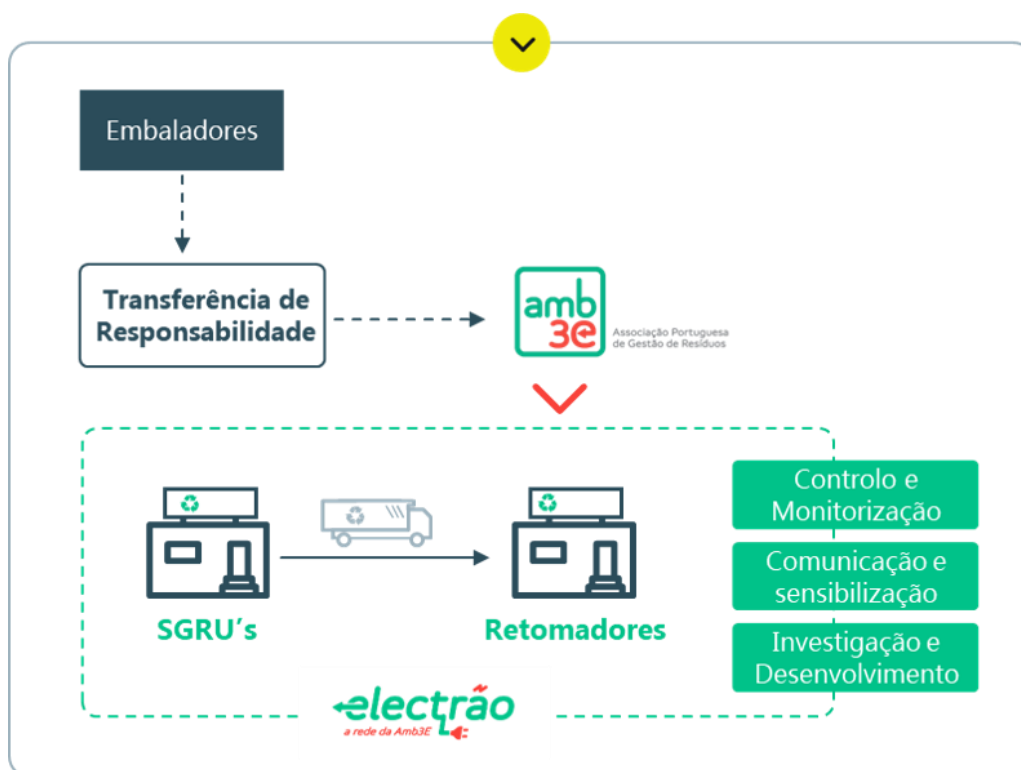 Embaladores
Transferência de
Responsabilidade
amb
3e
Associação Portuguesa
de Gestão de Resíduos
Controlo e
Monitorização
Comunicação e
sensibilização
Investigação e
Desenvolvimento
SGRU's
Retomadores
electrão
a rede da Amb3E